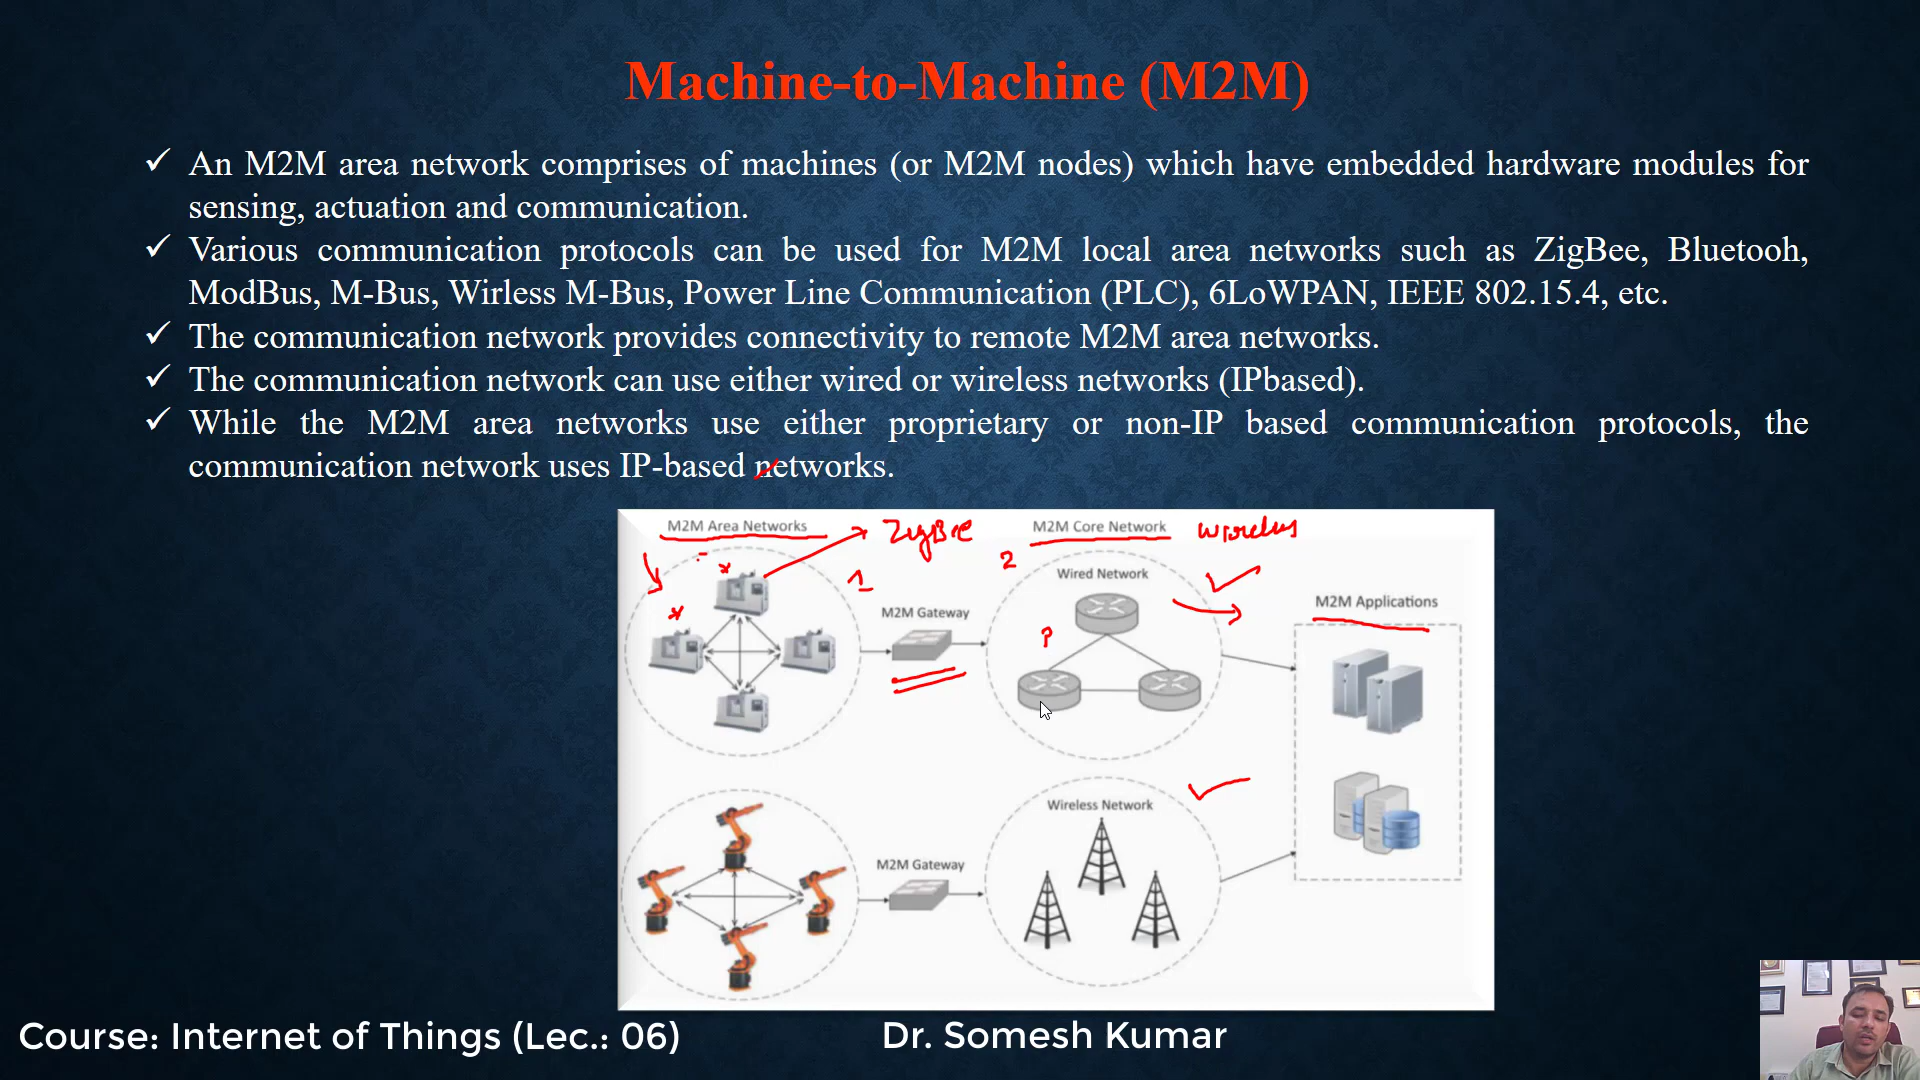 Machine-to-Machine (M2M)
✓ An M2M area network comprises of machines (or M2M nodes) which have embedded hardware modules for
sensing, actuation and communication.
✓ Various communication protocols can be used for M2M local area networks such as ZigBee, Bluetooh,
ModBus, M-Bus, Wirless M-Bus, Power Line Communication (PLC), 6LoWPAN, IEEE 802.15.4, etc.
✓ The communication network provides connectivity to remote M2M area networks.
✓ The communication network can use either wired or wireless networks (IPbased).
✓ While the M2M area networks use either proprietary or non-IP based communication protocols, the
communication network uses IP-based networks.
M2M Area Networks
ZigBee
M2M Core Network
wireless
1
2
Wired Network
M2M Gateway
M2M Applications
Wireless Network
M2M Gateway
Course: Internet of Things (Lec.: 06)
Dr. Somesh Kumar